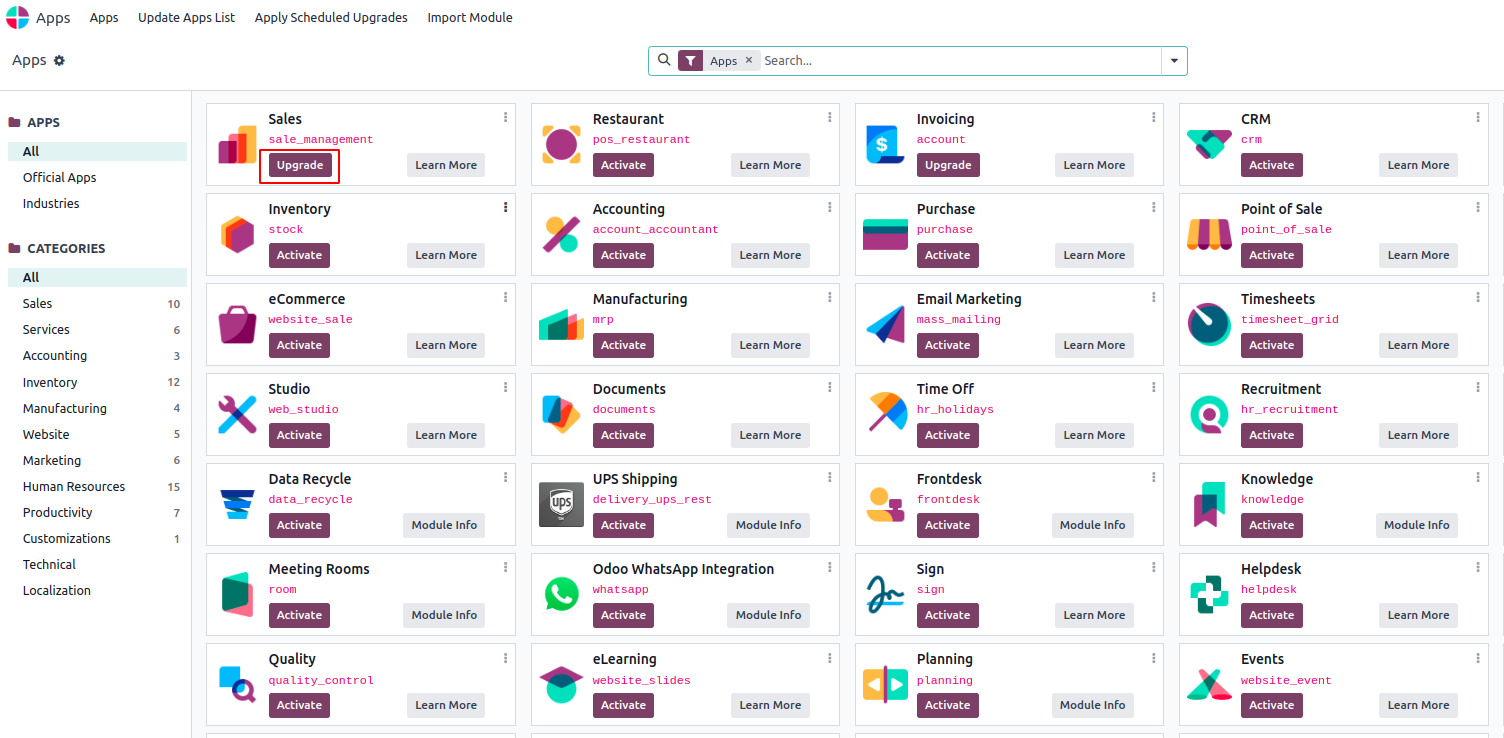 Apps Apps Update Apps List Apply Scheduled Upgrades Import Module
Apps Apps × Search...
APPS
All
Official Apps
Industries
CATEGORIES
All
Sales 10
Services 6
Accounting 3
Inventory 12
Manufacturing 4
Website 5
Marketing 6
Human Resources 15
Productivity 7
Customizations 1
Technical
Localization
Sales
sale_management
Upgrade Learn More
Restaurant
pos_restaurant
Activate Learn More
Invoicing
account
Upgrade Learn More
CRM
crm
Activate Learn More
Inventory
stock
Activate Learn More
Accounting
account_accountant
Activate Learn More
Purchase
purchase
Activate Learn More
Point of Sale
point_of_sale
Activate Learn More
eCommerce
website_sale
Activate Learn More
Manufacturing
mrp
Activate Learn More
Email Marketing
mass_mailing
Activate Learn More
Timesheets
timesheet_grid
Activate Learn More
Studio
web_studio
Activate Learn More
Documents
documents
Activate Learn More
Time Off
hr_holidays
Activate Learn More
Recruitment
hr_recruitment
Activate Learn More
Data Recycle
data_recycle
Activate Module Info
ups
UPS Shipping
delivery_ups_rest
Activate Module Info
Frontdesk
frontdesk
Activate Module Info
Knowledge
knowledge
Activate Module Info
Meeting Rooms
room
Activate Module Info
Odoo WhatsApp Integration
whatsapp
Activate Module Info
Sign
sign
Activate Learn More
Helpdesk
helpdesk
Activate Learn More
Quality
quality_control
Activate Learn More
eLearning
website_slides
Activate Learn More
Planning
planning
Activate Module Info
Events
website_event
Activate Learn More